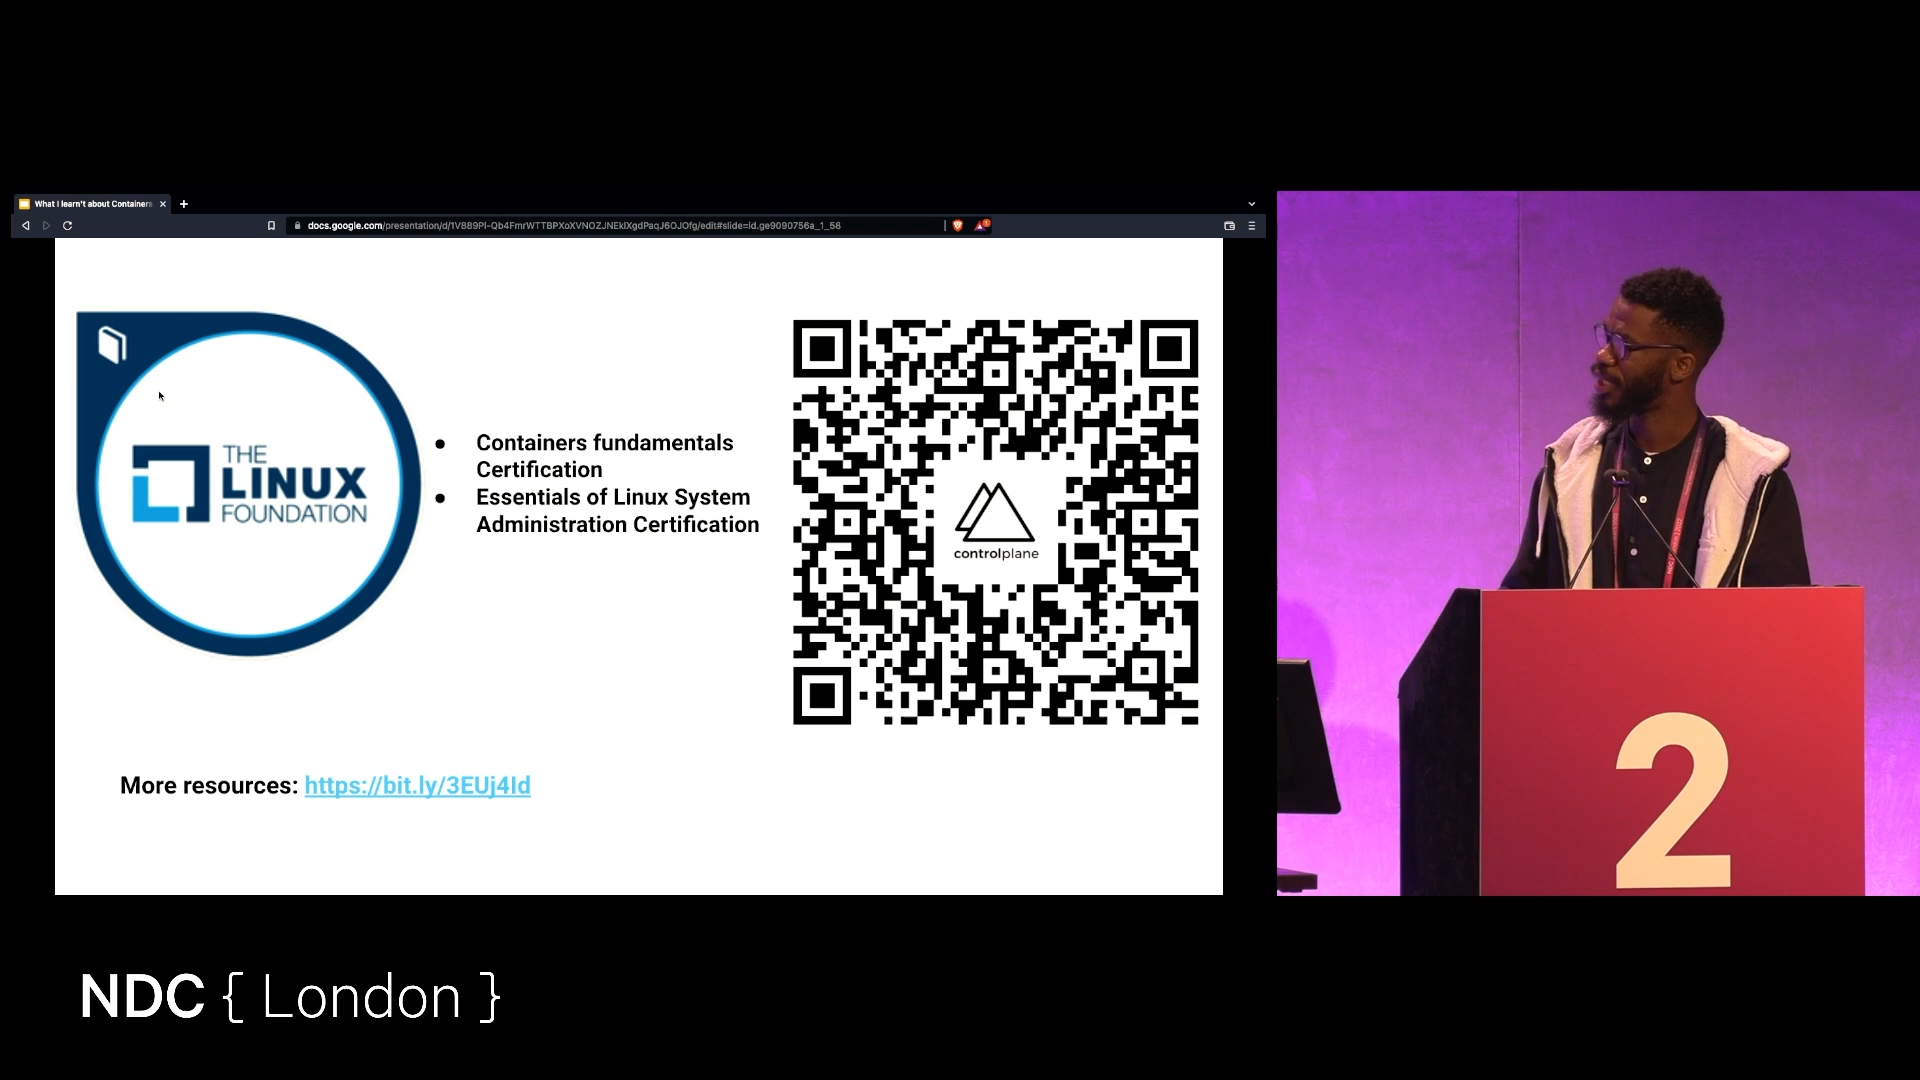 What I learn't about Containers
docs.google.com/presentation/d/1V889PI-Qb4FmrWTTBPXoXVNOZJNEkIXgdPaqJ6OJOfg/edit#slide=id.ge9090756a_1_58
THE
LINUX
FOUNDATION
• Containers fundamentals
Certification
• Essentials of Linux System
Administration Certification
controlplane
More resources: https://bit.ly/3EUj4Id
2
NDC { London }